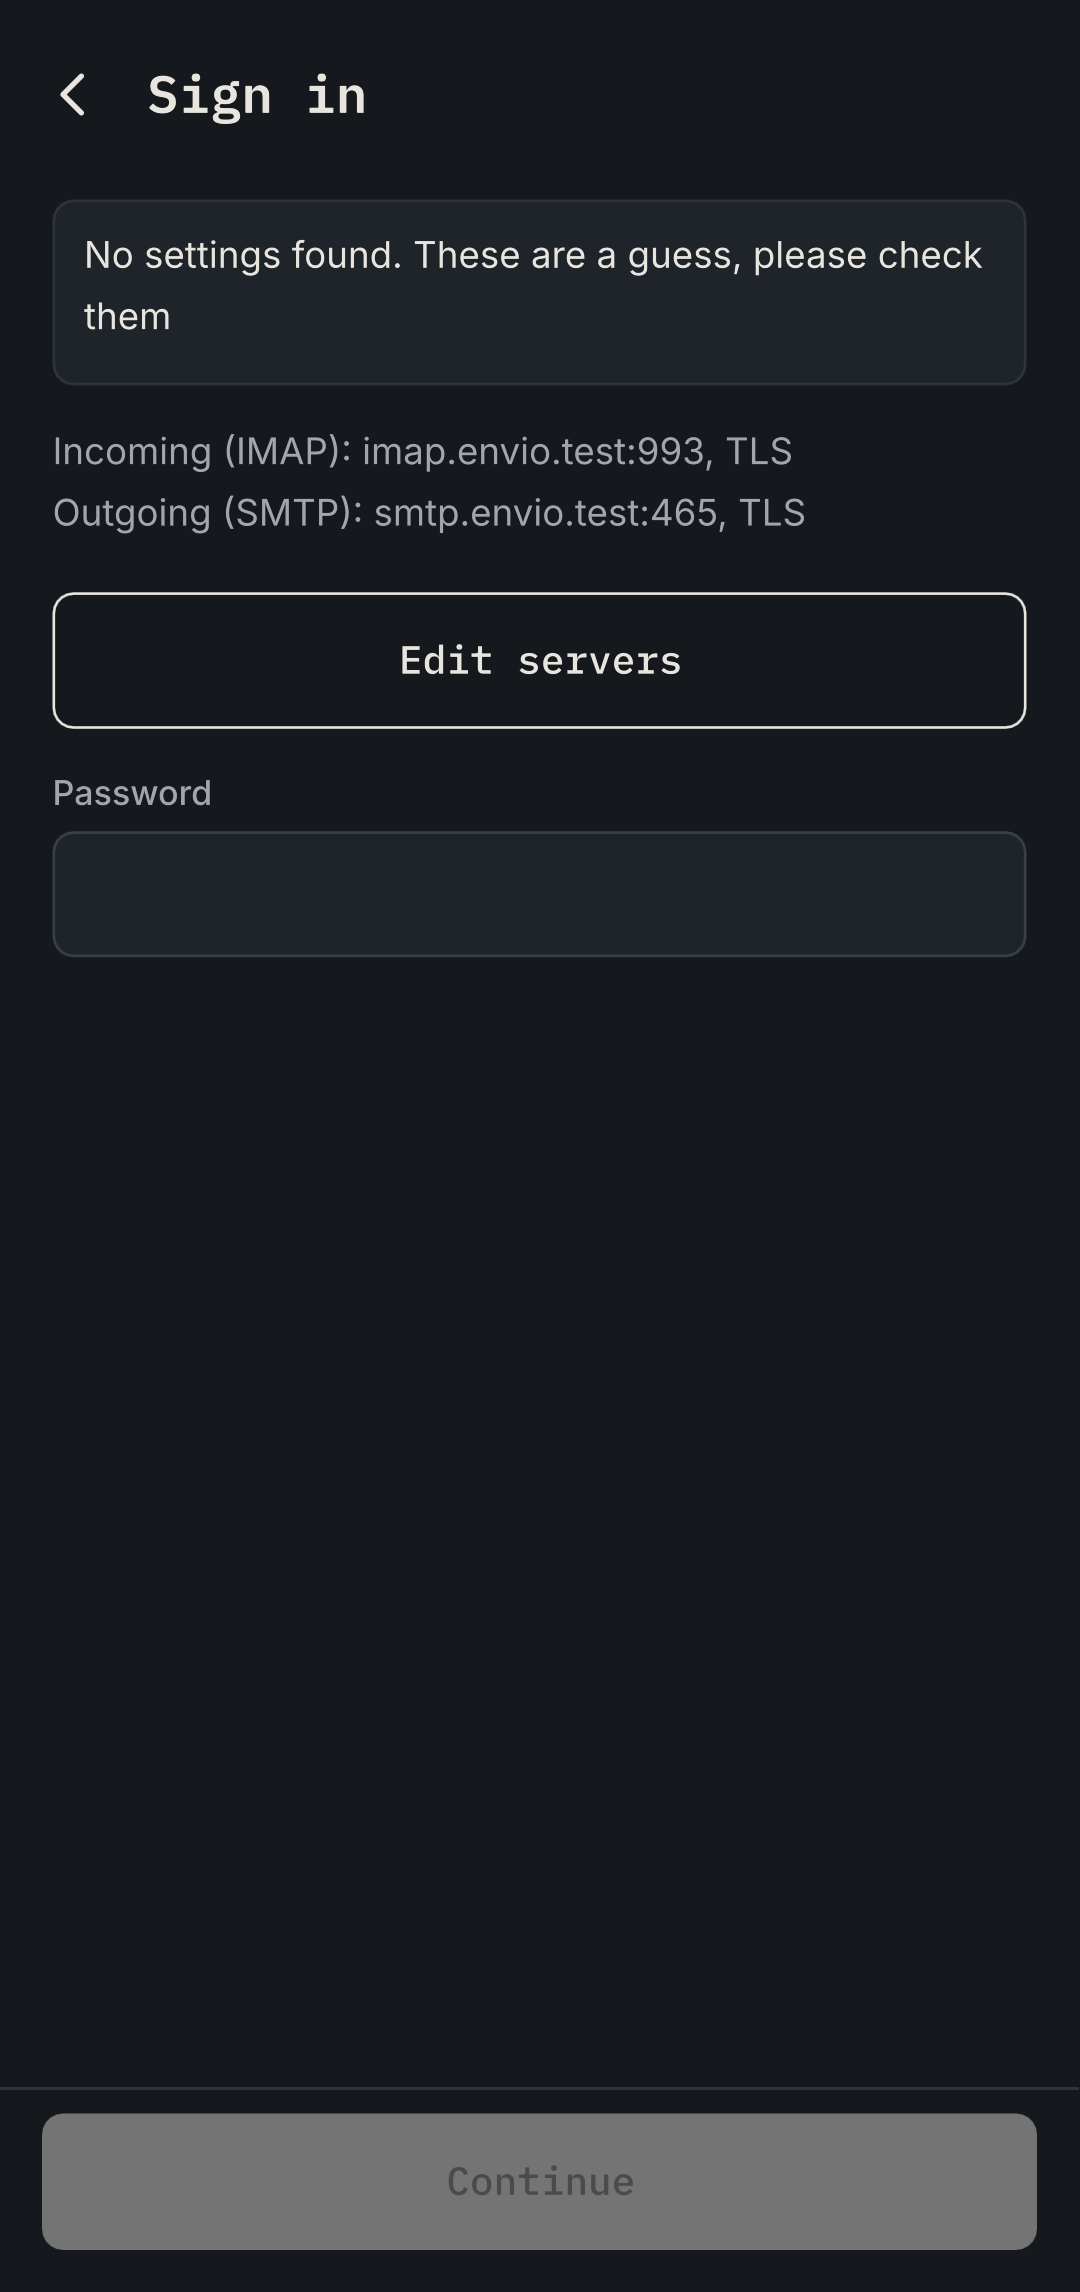 Sign in
No settings found. These are a guess, please check
them
Incoming (IMAP): imap.envio.test:993, TLS
Outgoing (SMTP): smtp.envio.test:465, TLS
Edit servers
Password
Continue